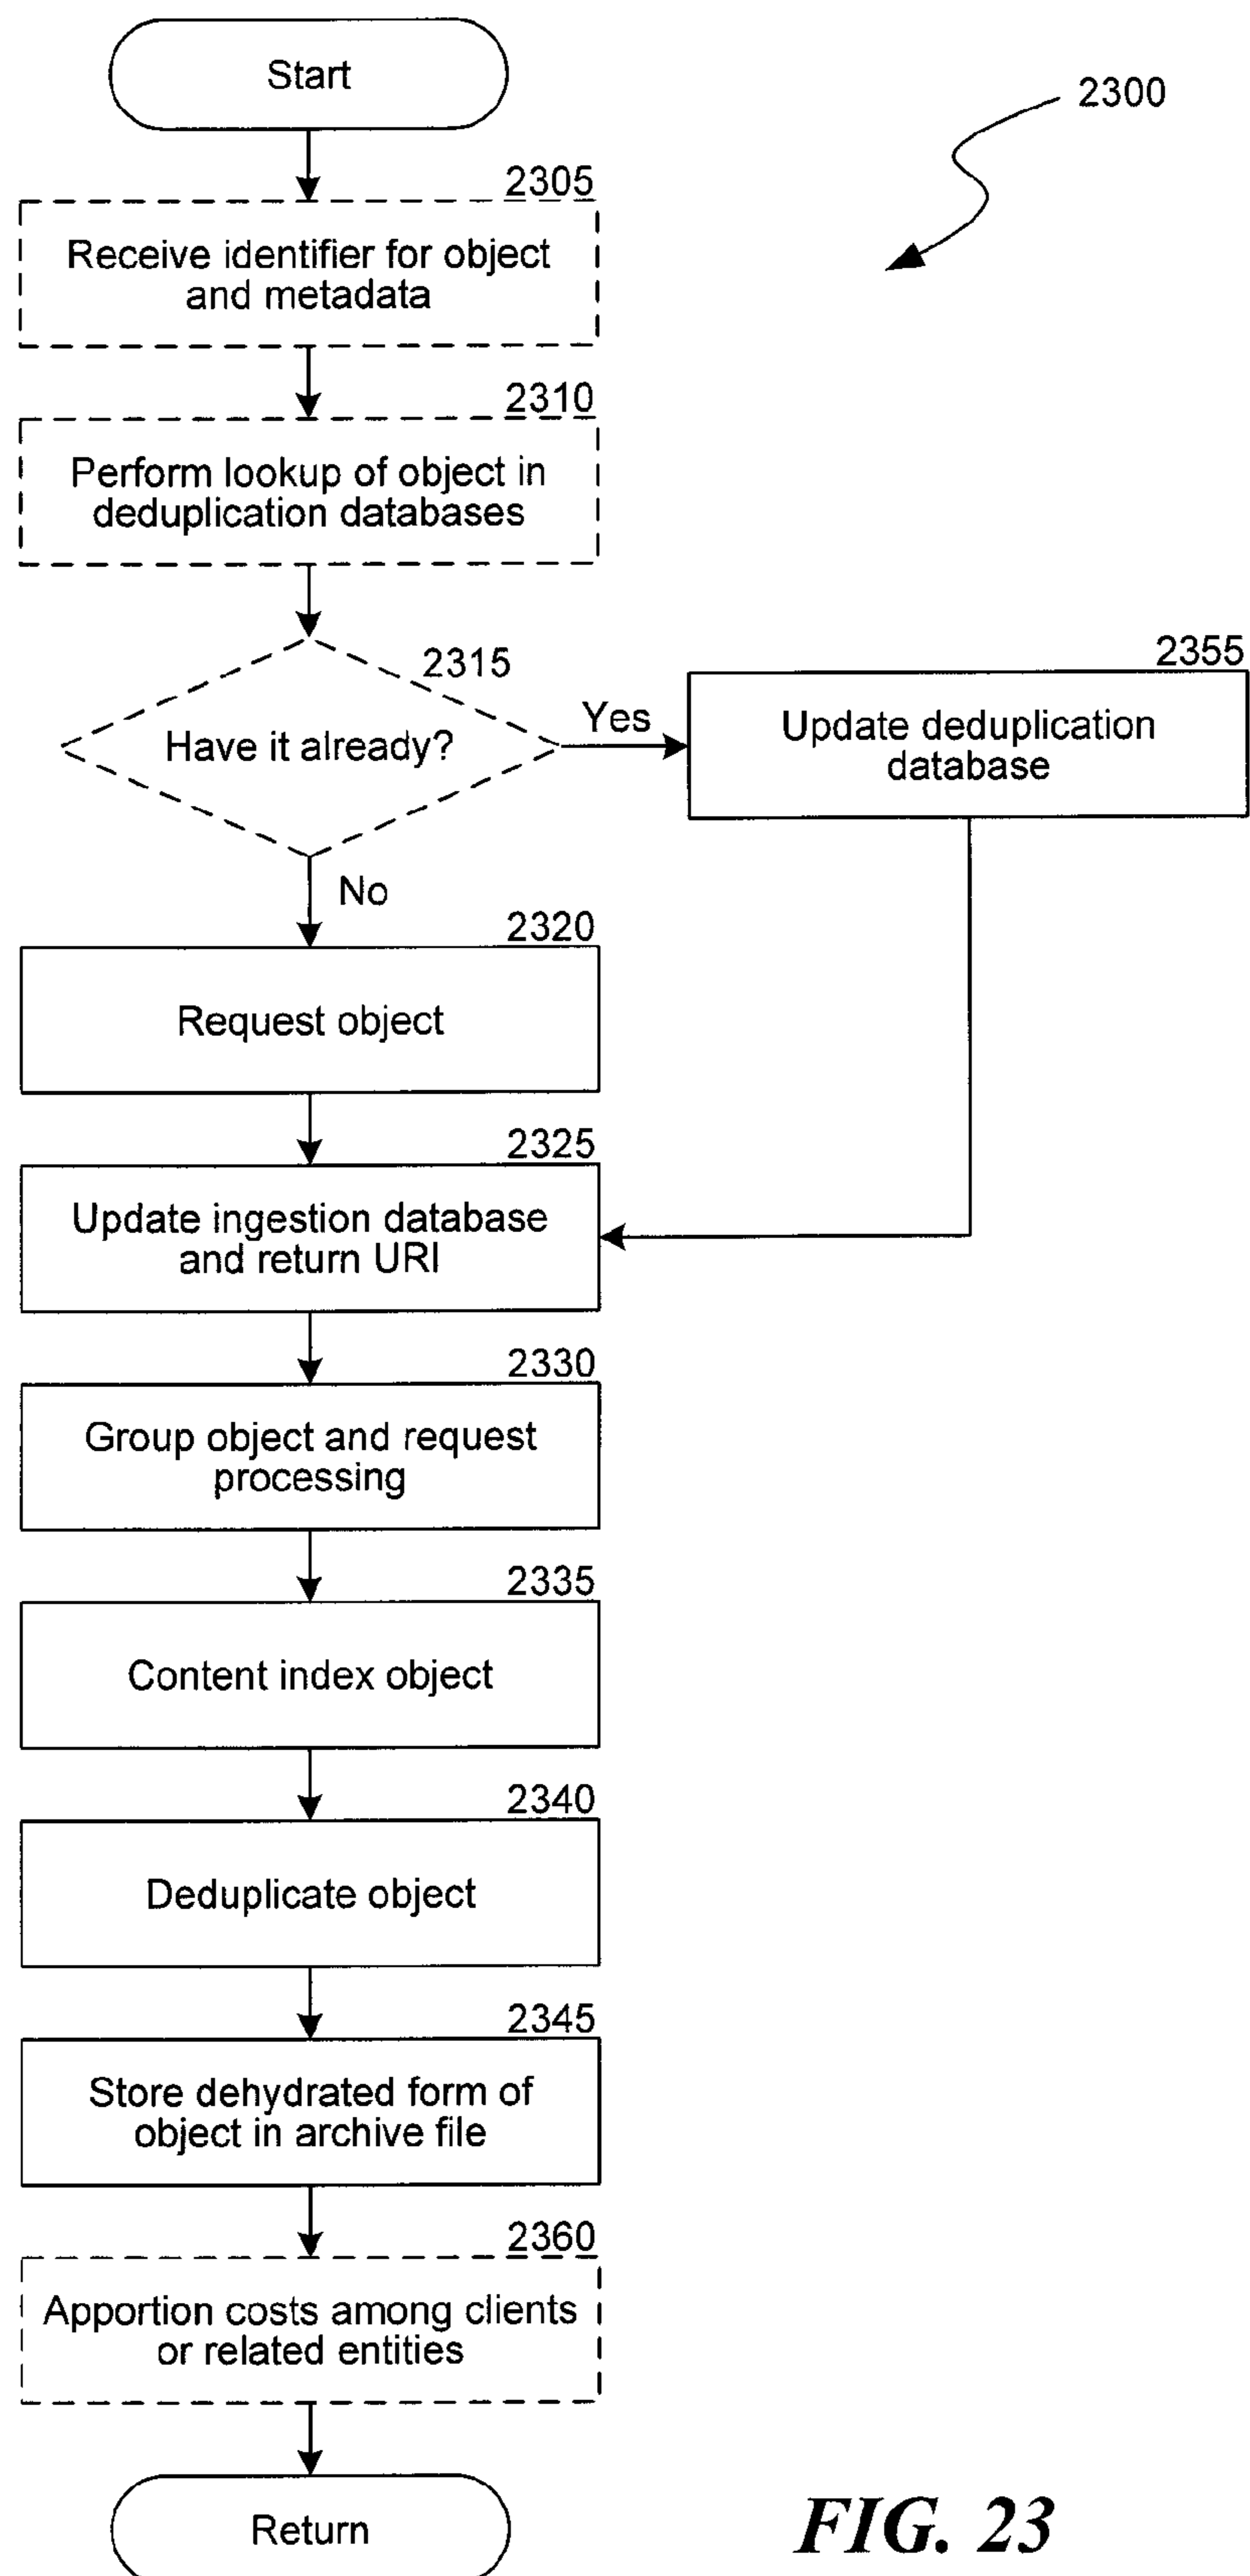 Start
2300
2305
Receive identifier for object
and metadata
2310
Perform lookup of object in
deduplication databases
2315
Have it already?
Yes
2355
Update deduplication
database
No
2320
Request object
2325
Update ingestion database
and return URI
2330
Group object and request
processing
2335
Content index object
2340
Deduplicate object
2345
Store dehydrated form of
object in archive file
2360
Apportion costs among clients
or related entities
Return
FIG. 23